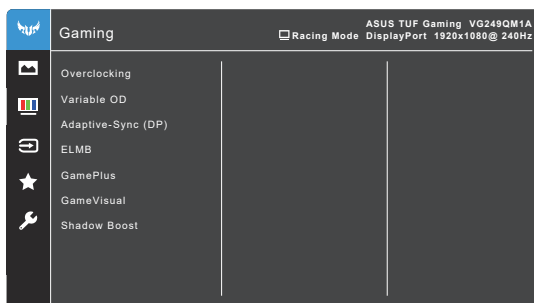 Gaming
ASUS TUF Gaming VG249QM1A
Racing Mode DisplayPort 1920x1080@ 240Hz
Overclocking
Variable OD
Adaptive-Sync (DP)
ELMB
GamePlus
GameVisual
Shadow Boost